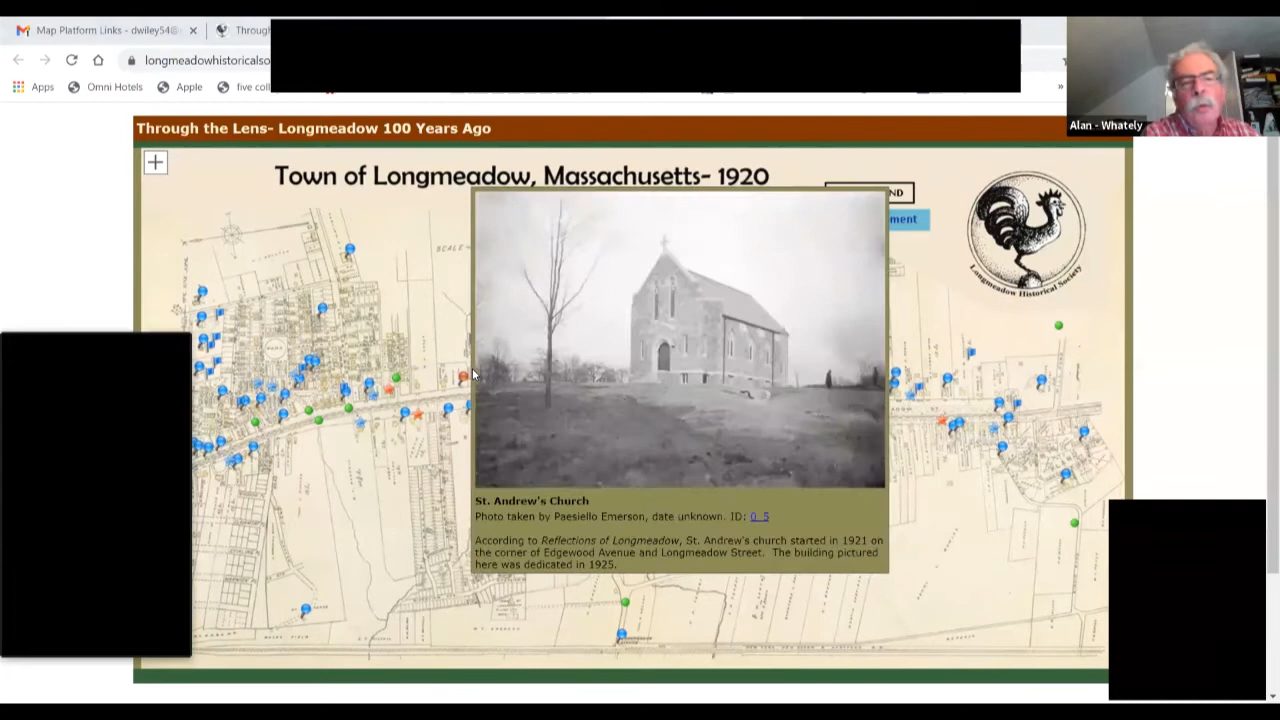 Map Platform Links - dwiley54@
Through
longmeadowhistoricalso
Apps
Omni Hotels
Apple
five coll
»
Alan - Whately
Through the Lens- Longmeadow 100 Years Ago
Town of Longmeadow, Massachusetts- 1920
ND
ment
SCALE
Longmeadow Historical Society
St. Andrew's Church
Photo taken by Paesiello Emerson, date unknown. ID: 0_5
According to Reflections of Longmeadow, St. Andrew's church started in 1921 on
the corner of Edgewood Avenue and Longmeadow Street. The building pictured
here was dedicated in 1925.